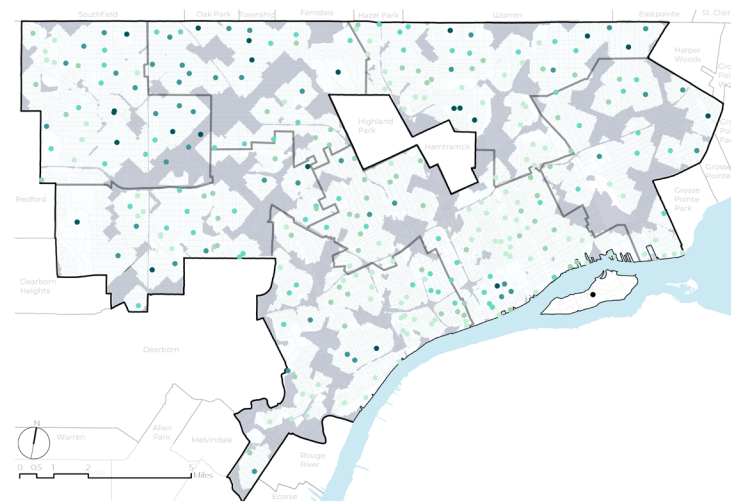 Southfield
Oak Park
Township
Ferndale
Hazel Park
Warren
Eastpointe
St. Clair
Harper
Woods
Highland
Park
Hamtramck
Grosse
Pointe
Grosse
Pointe
Park
Redford
Dearborn
Heights
Dearborn
Allen
Park
Melvindale
Warren
Rouge
River
Ecorse
N
0 0.5 1 2 5
Miles